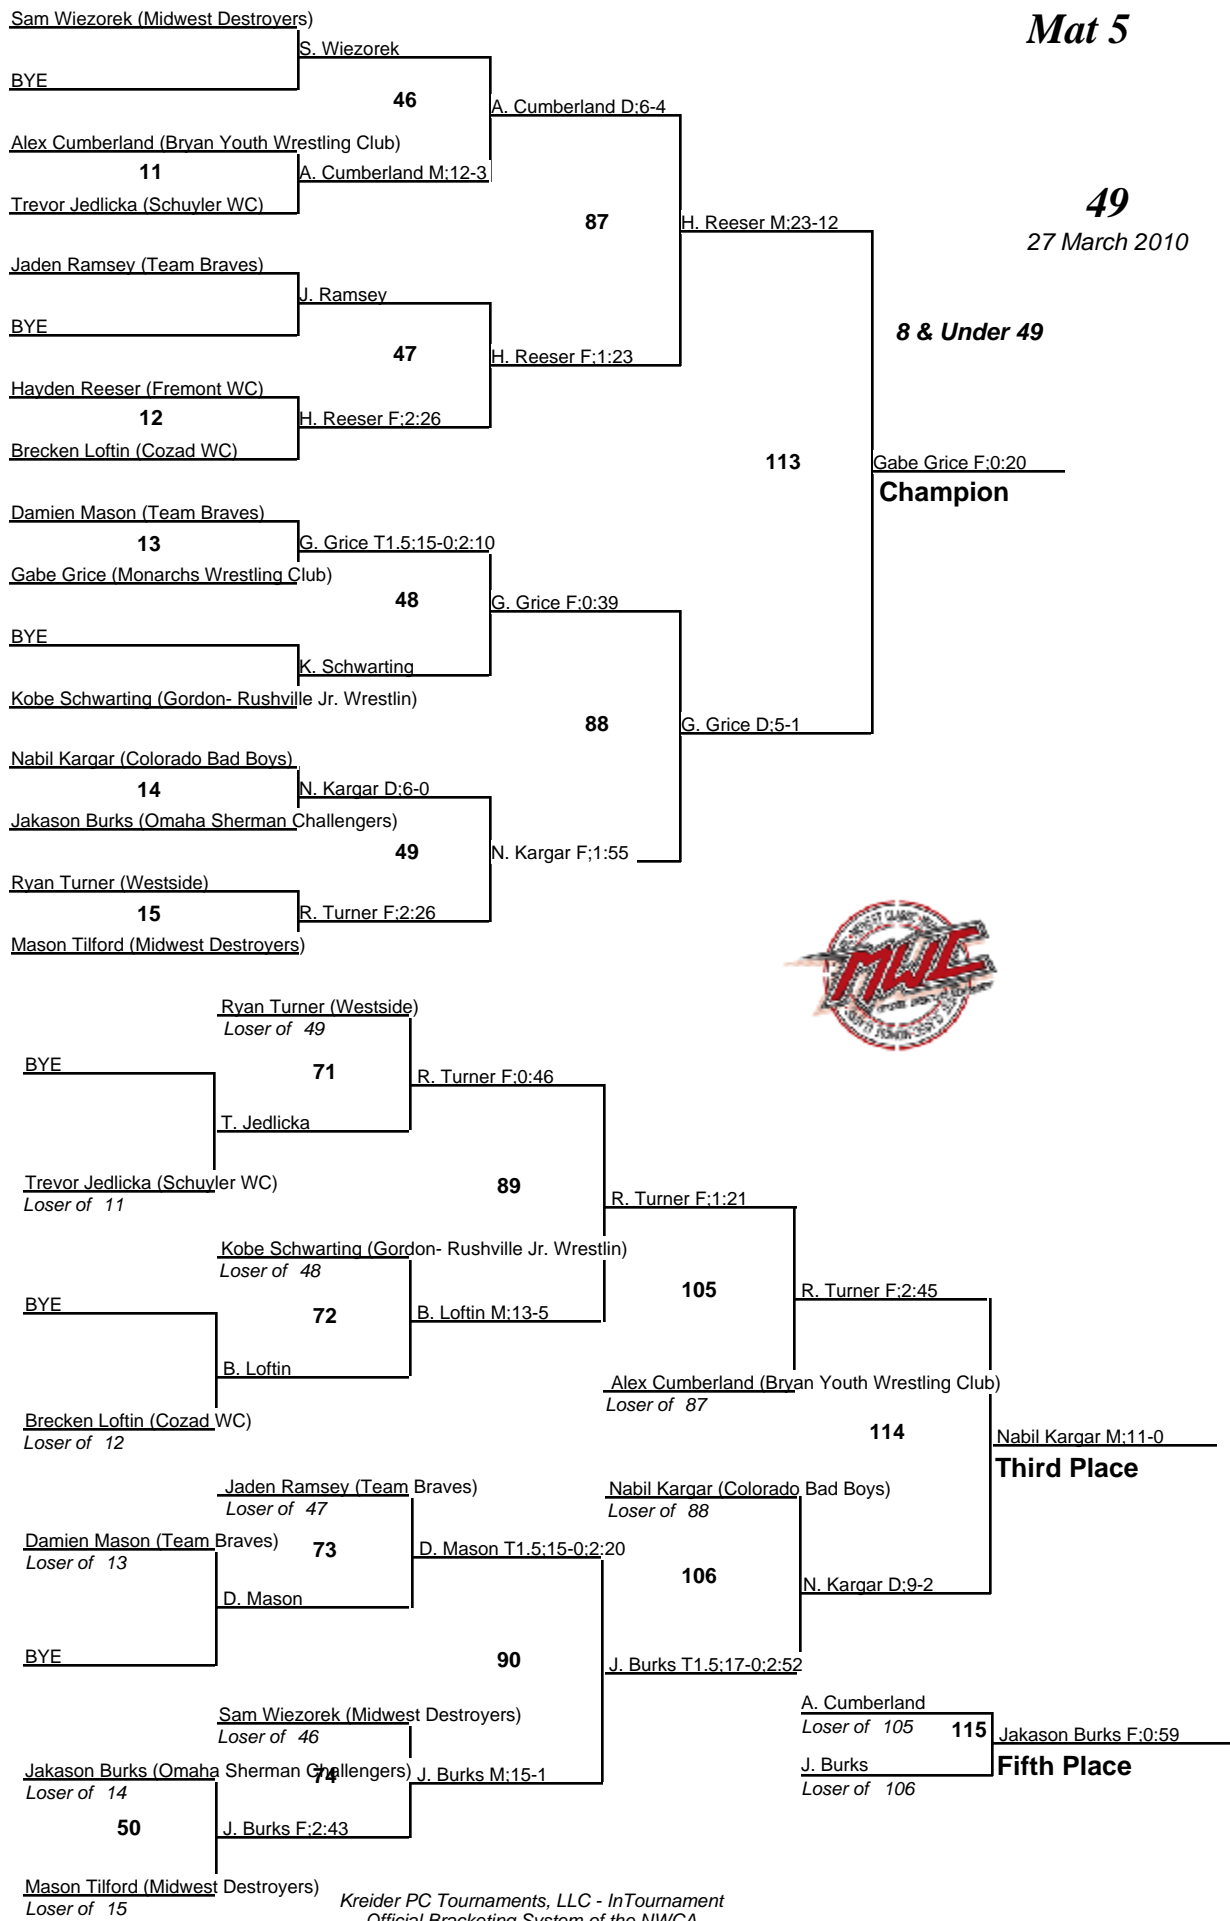 Sam Wiezorek (Midwest Destroyers)
Mat 5
S. Wiezorek
BYE
46
A. Cumberland D;6-4
Alex Cumberland (Bryan Youth Wrestling Club)
11
A. Cumberland M;12-3
Trevor Jedlicka (Schuyler WC)
49
87
H. Reeser M;23-12
27 March 2010
Jaden Ramsey (Team Braves)
J. Ramsey
BYE
8 & Under 49
47
H. Reeser F;1:23
Hayden Reeser (Fremont WC)
12
H. Reeser F;2:26
Brecken Loftin (Cozad WC)
113
Gabe Grice F;0:20
Champion
Damien Mason (Team Braves)
13
G. Grice T1.5;15-0;2:10
Gabe Grice (Monarchs Wrestling Club)
48
G. Grice F;0:39
BYE
K. Schwarting
Kobe Schwarting (Gordon- Rushville Jr. Wrestlin)
88
G. Grice D;5-1
Nabil Kargar (Colorado Bad Boys)
14
N. Kargar D;6-0
Jakason Burks (Omaha Sherman Challengers)
49
N. Kargar F;1:55
Ryan Turner (Westside)
15
R. Turner F;2:26
Mason Tilford (Midwest Destroyers)
MWC
Ryan Turner (Westside)
Loser of 49
BYE
71
R. Turner F;0:46
T. Jedlicka
Trevor Jedlicka (Schuyler WC)
Loser of 11
89
R. Turner F;1:21
Kobe Schwarting (Gordon- Rushville Jr. Wrestlin)
Loser of 48
BYE
72
B. Loftin M;13-5
105
R. Turner F;2:45
B. Loftin
Alex Cumberland (Bryan Youth Wrestling Club)
Loser of 87
Brecken Loftin (Cozad WC)
Loser of 12
114
Nabil Kargar M;11-0
Third Place
Jaden Ramsey (Team Braves)
Loser of 47
Nabil Kargar (Colorado Bad Boys)
Loser of 88
Damien Mason (Team Braves)
Loser of 13
73
D. Mason T1.5;15-0;2:20
106
N. Kargar D;9-2
D. Mason
BYE
90
J. Burks T1.5;17-0;2:52
Sam Wiezorek (Midwest Destroyers)
Loser of 46
A. Cumberland
Loser of 105
115
Jakason Burks F;0:59
Fifth Place
J. Burks
Loser of 106
Jakason Burks (Omaha Sherman Challengers)
Loser of 14
74
J. Burks M;15-1
50
J. Burks F;2:43
Mason Tilford (Midwest Destroyers)
Loser of 15
Kreider PC Tournaments, LLC - InTournament
Official Bracketing System of the NWCA